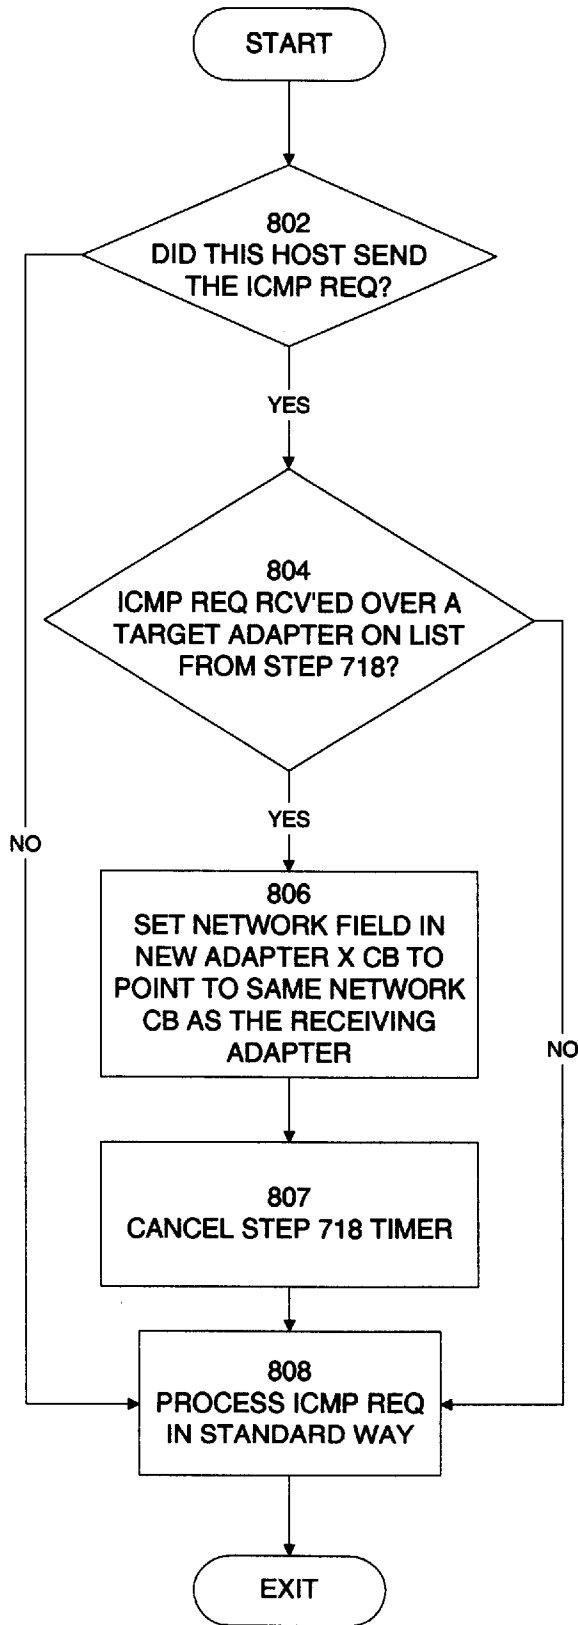 START
802
DID THIS HOST SEND
THE ICMP REQ?
YES
804
ICMP REQ RCV'ED OVER A
TARGET ADAPTER ON LIST
FROM STEP 718?
YES
NO
806
SET NETWORK FIELD IN
NEW ADAPTER X CB TO
POINT TO SAME NETWORK
CB AS THE RECEIVING
ADAPTER
NO
807
CANCEL STEP 718 TIMER
808
PROCESS ICMP REQ
IN STANDARD WAY
EXIT